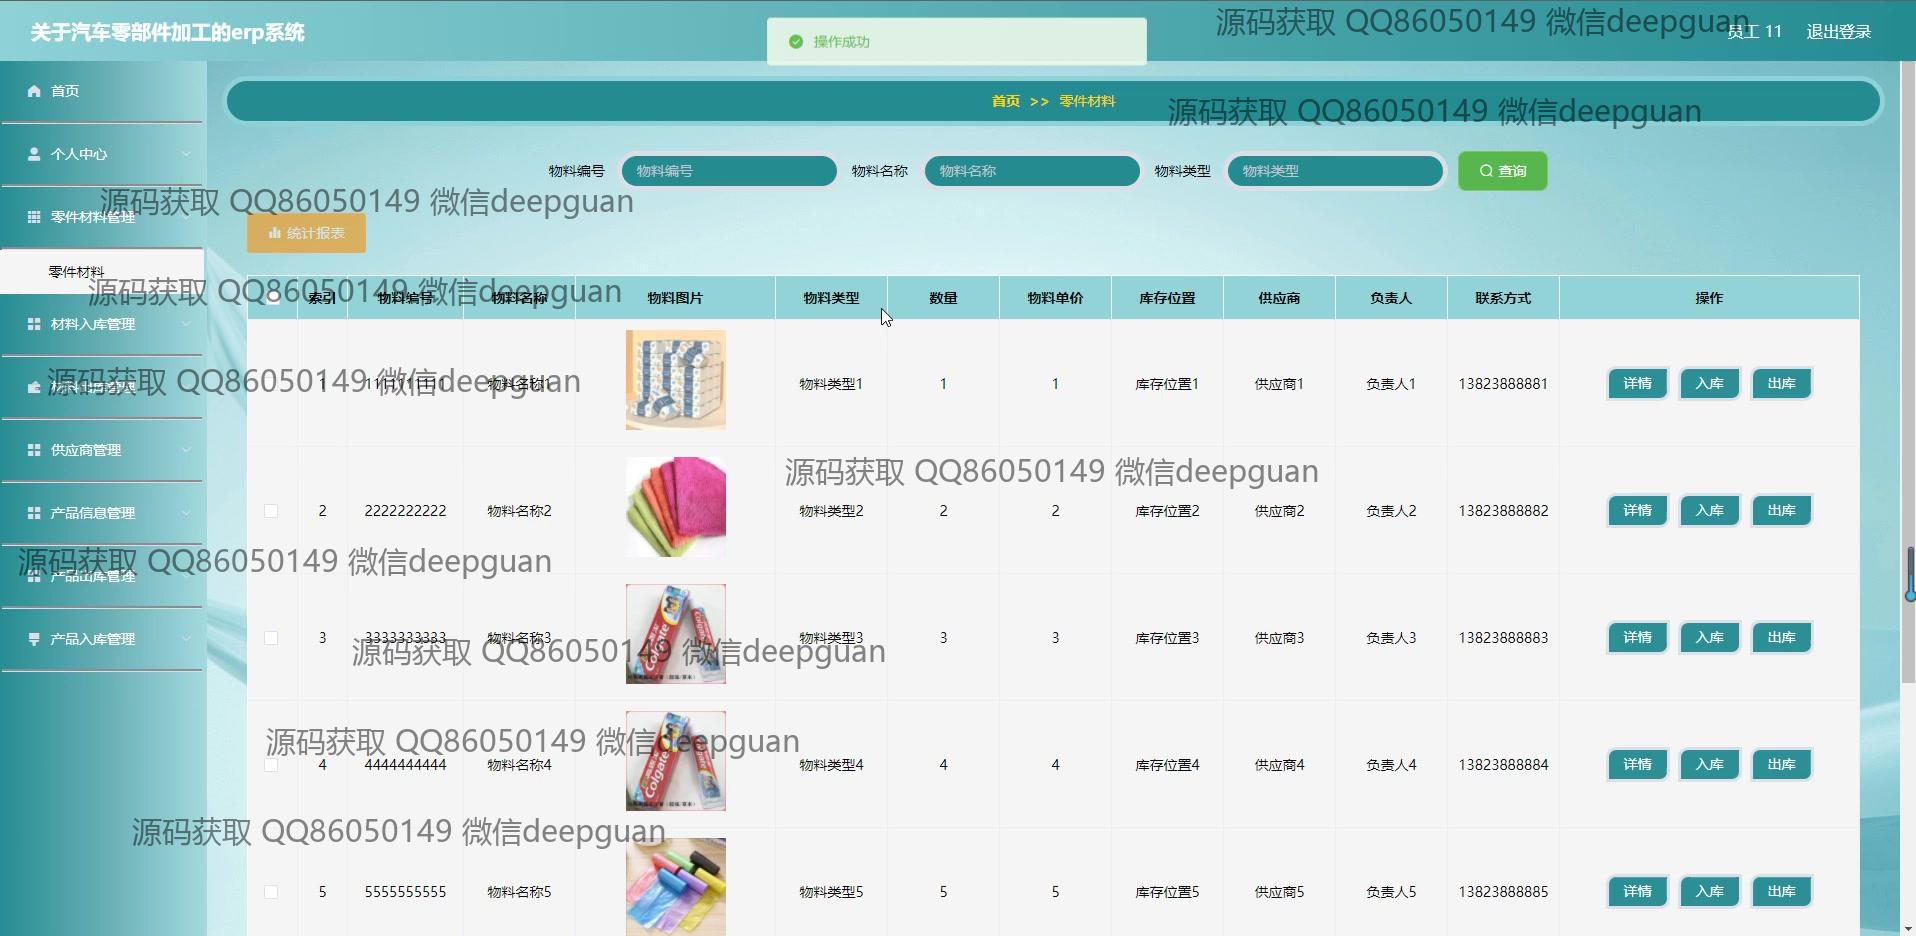 关于汽车零部件加工的erp系统
操作成功
源码获取 QQ86050149 微信deepguan
员工 11 退出登录
首页
个人中心
零件材料管理
零件材料
材料入库管理
材料出库管理
供应商管理
产品信息管理
产品出库管理
产品入库管理
首页 >> 零件材料
源码获取 QQ86050149 微信deepguan
物料编号 物料编号 物料名称 物料名称 物料类型 物料类型 查询
源码获取 QQ86050149 微信deepguan
统计报表
源码获取 QQ86050149 微信deepguan
索引 物料编号 物料名称 物料图片 物料类型 数量 物料单价 库存位置 供应商 负责人 联系方式 操作
源码获取 QQ86050149 微信deepguan
1 1111111111 物料名称1 物料类型1 1 1 库存位置1 供应商1 负责人1 13823888881 详情 入库 出库
源码获取 QQ86050149 微信deepguan
2 2222222222 物料名称2 物料类型2 2 2 库存位置2 供应商2 负责人2 13823888882 详情 入库 出库
源码获取 QQ86050149 微信deepguan
3 3333333333 物料名称3 Colgate 物料类型3 3 3 库存位置3 供应商3 负责人3 13823888883 详情 入库 出库
源码获取 QQ86050149 微信deepguan
源码获取 QQ86050149 微信deepguan
4 4444444444 物料名称4 Colgate 物料类型4 4 4 库存位置4 供应商4 负责人4 13823888884 详情 入库 出库
源码获取 QQ86050149 微信deepguan
5 5555555555 物料名称5 物料类型5 5 5 库存位置5 供应商5 负责人5 13823888885 详情 入库 出库